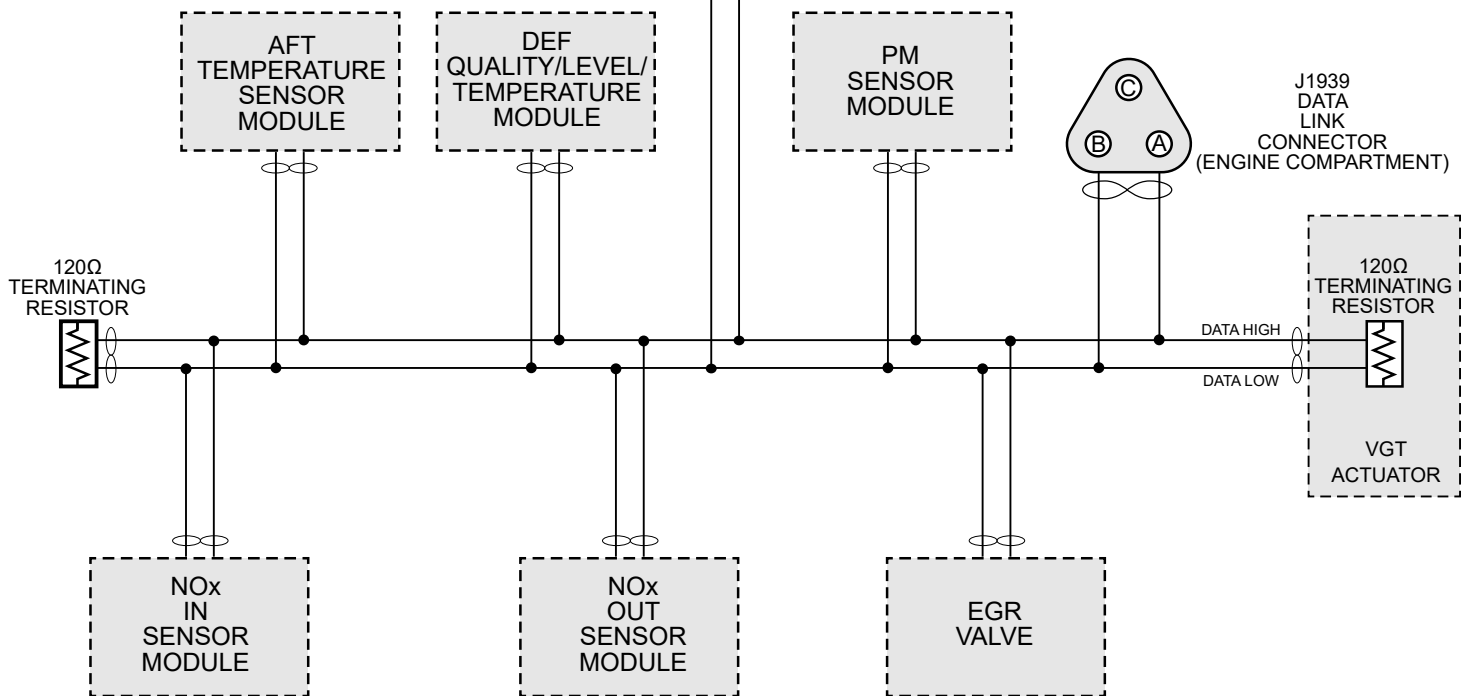 AFT
TEMPERATURE
SENSOR
MODULE
DEF
QUALITY/LEVEL/
TEMPERATURE
MODULE
PM
SENSOR
MODULE
C
B
A
J1939
DATA
LINK
CONNECTOR
(ENGINE COMPARTMENT)
120Ω
TERMINATING
RESISTOR
120Ω
TERMINATING
RESISTOR
DATA HIGH
DATA LOW
VGT
ACTUATOR
NOx
IN
SENSOR
MODULE
NOx
OUT
SENSOR
MODULE
EGR
VALVE